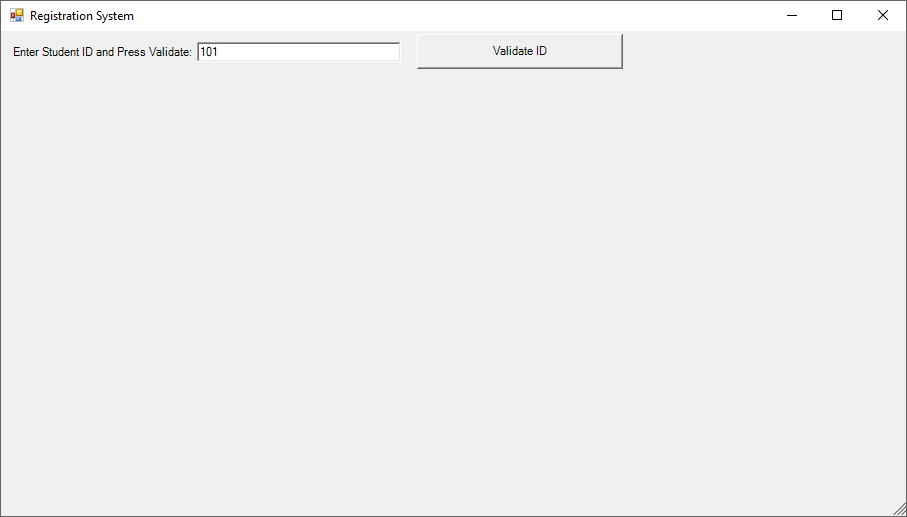 Registration System
Enter Student ID and Press Validate: 101 Validate ID